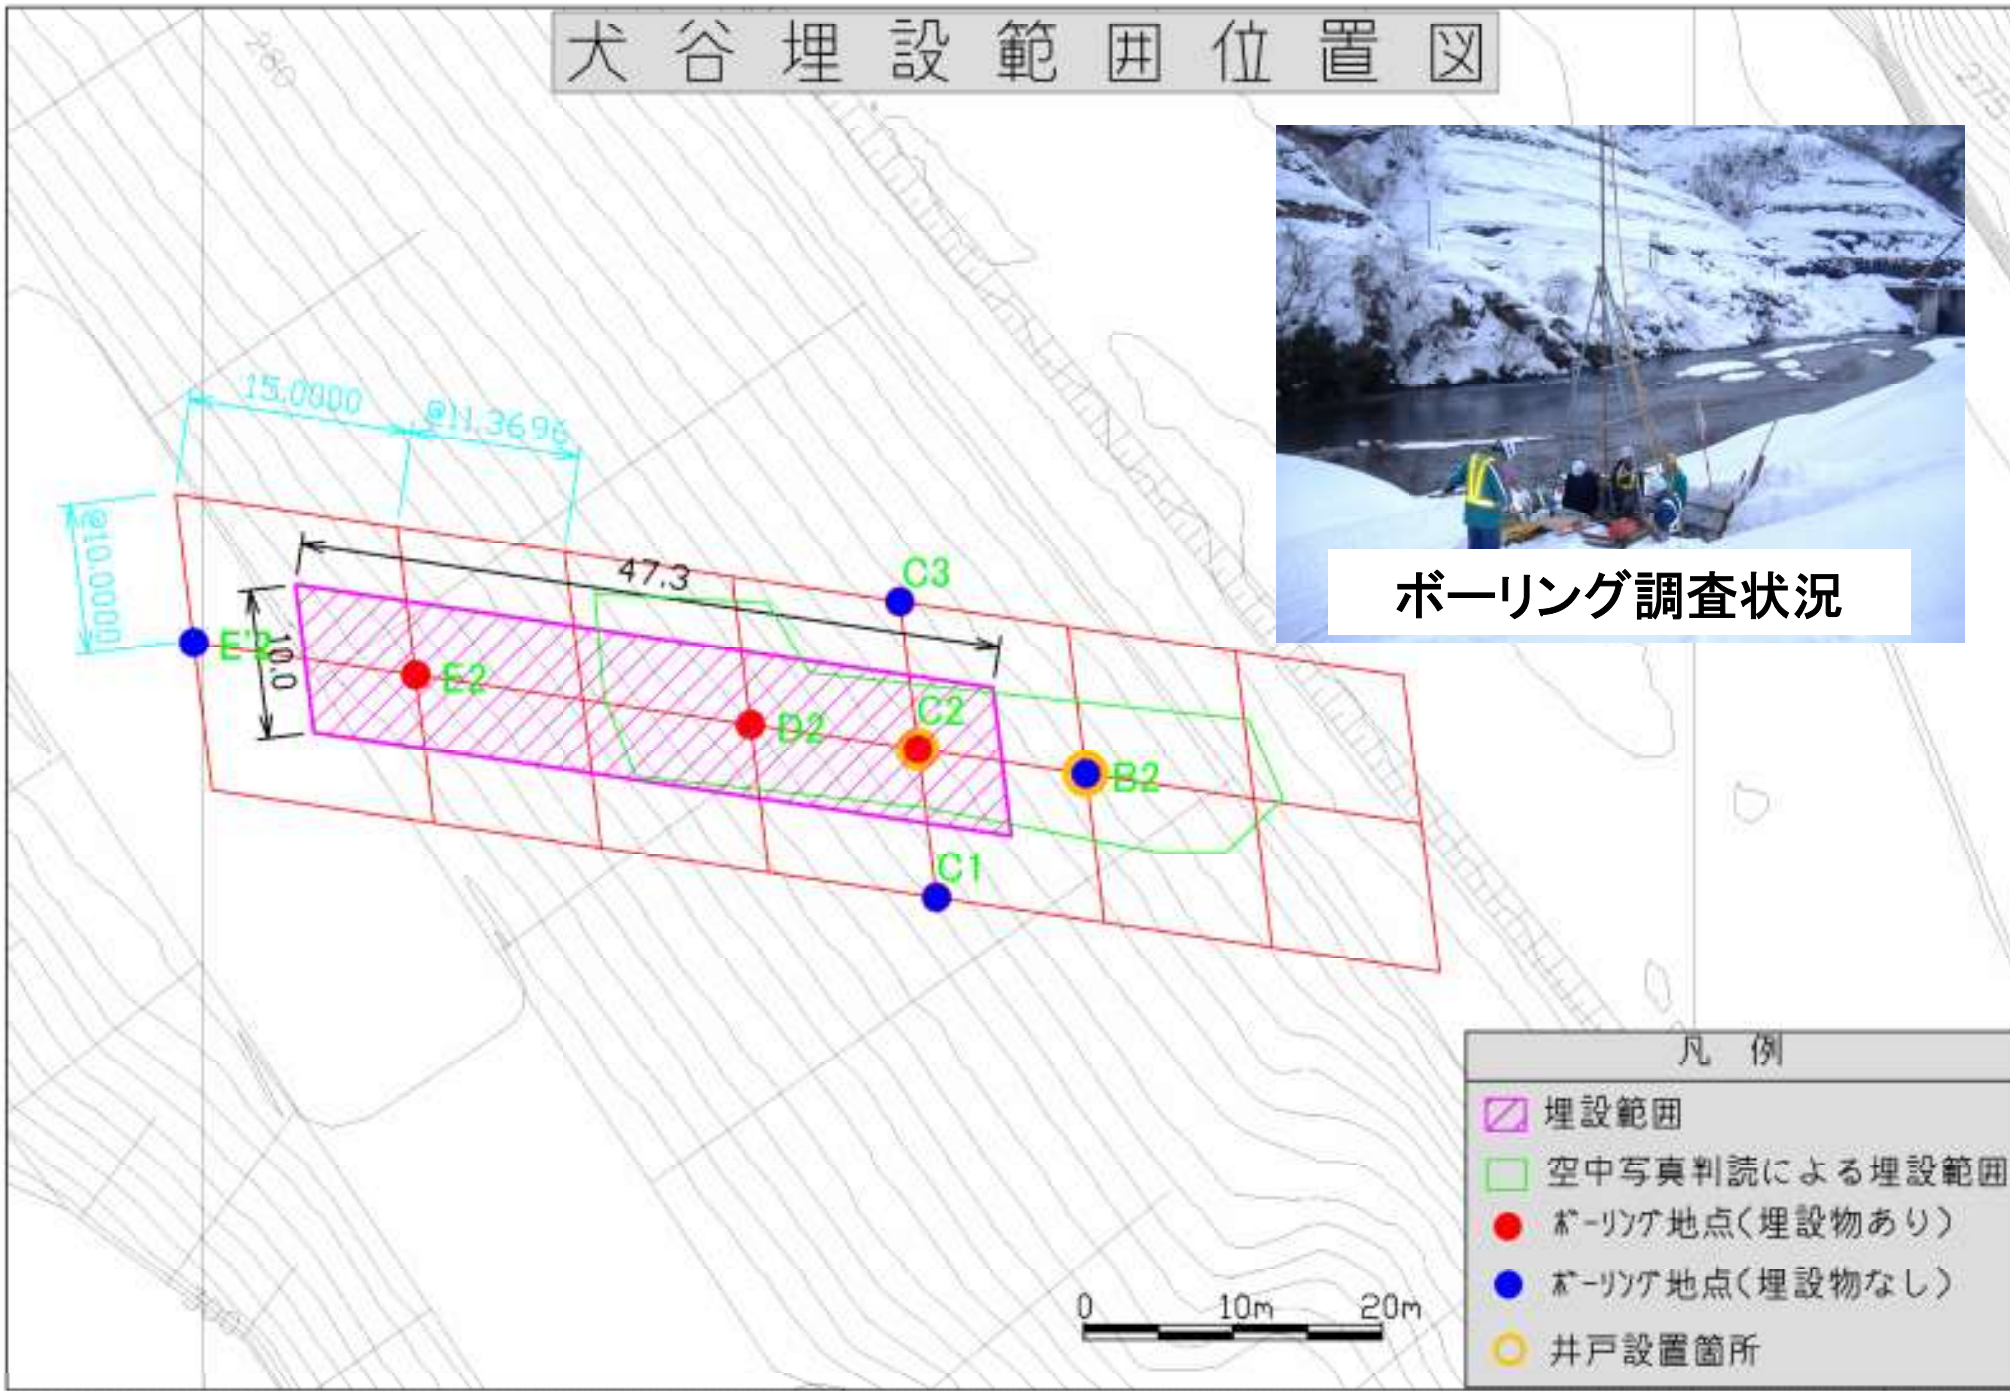 犬谷埋設範囲位置図
280
275
15.0000
@11.3696
@10.0000
47.3
10.0
C3
E2
D2
C2
B2
C1
ボーリング調査状況
300
0 10m 20m
凡例
埋設範囲
空中写真判読による埋設範囲
ボーリング地点(埋設物あり)
ボーリング地点(埋設物なし)
井戸設置箇所